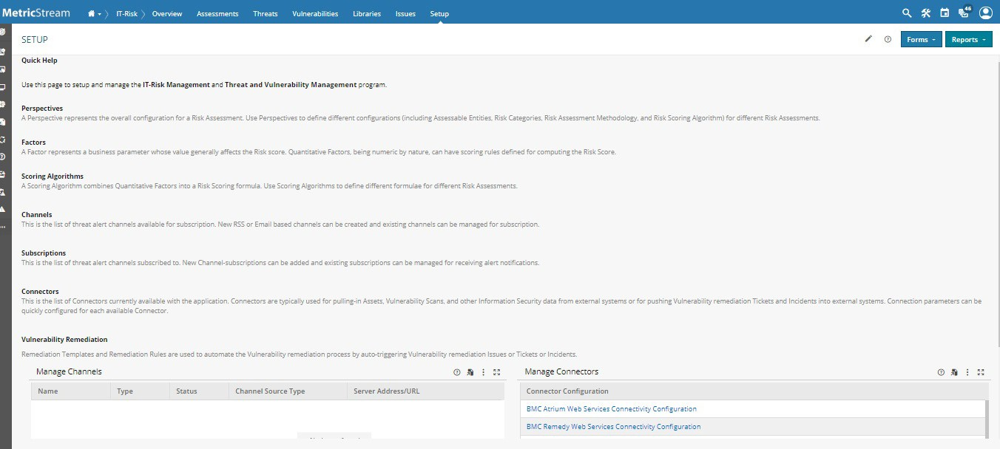 MetricStream IT-Risk Overview Assessments Threats Vulnerabilities Libraries Issues Setup 46
SETUP Forms Reports
Quick Help
Use this page to setup and manage the IT-Risk Management and Threat and Vulnerability Management program.
Perspectives
A Perspective represents the overall configuration for a Risk Assessment. Use Perspectives to define different configurations (including Assessable Entities, Risk Categories, Risk Assessment Methodology, and Risk Scoring Algorithm) for different Risk Assessments.
Factors
A Factor represents a business parameter whose value generally affects the Risk score. Quantitative Factors, being numeric by nature, can have scoring rules defined for computing the Risk Score.
Scoring Algorithms
A Scoring Algorithm combines Quantitative Factors into a Risk Scoring formula. Use Scoring Algorithms to define different formulae for different Risk Assessments.
Channels
This is the list of threat alert channels available for subscription. New RSS or Email based channels can be created and existing channels can be managed for subscription.
Subscriptions
This is the list of threat alert channels subscribed to. New Channel-subscriptions can be added and existing subscriptions can be managed for receiving alert notifications.
Connectors
This is the list of Connectors currently available with the application. Connectors are typically used for pulling-in Assets, Vulnerability Scans, and other Information Security data from external systems or for pushing Vulnerability remediation Tickets and Incidents into external systems. Connection parameters can be
quickly configured for each available Connector.
Vulnerability Remediation
Remediation Templates and Remediation Rules are used to automate the Vulnerability remediation process by auto-triggering Vulnerability remediation Issues or Tickets or Incidents.
Manage Channels
Name Type Status Channel Source Type Server Address/URL
Manage Connectors
Connector Configuration
BMC Atrium Web Services Connectivity Configuration
BMC Remedy Web Services Connectivity Configuration